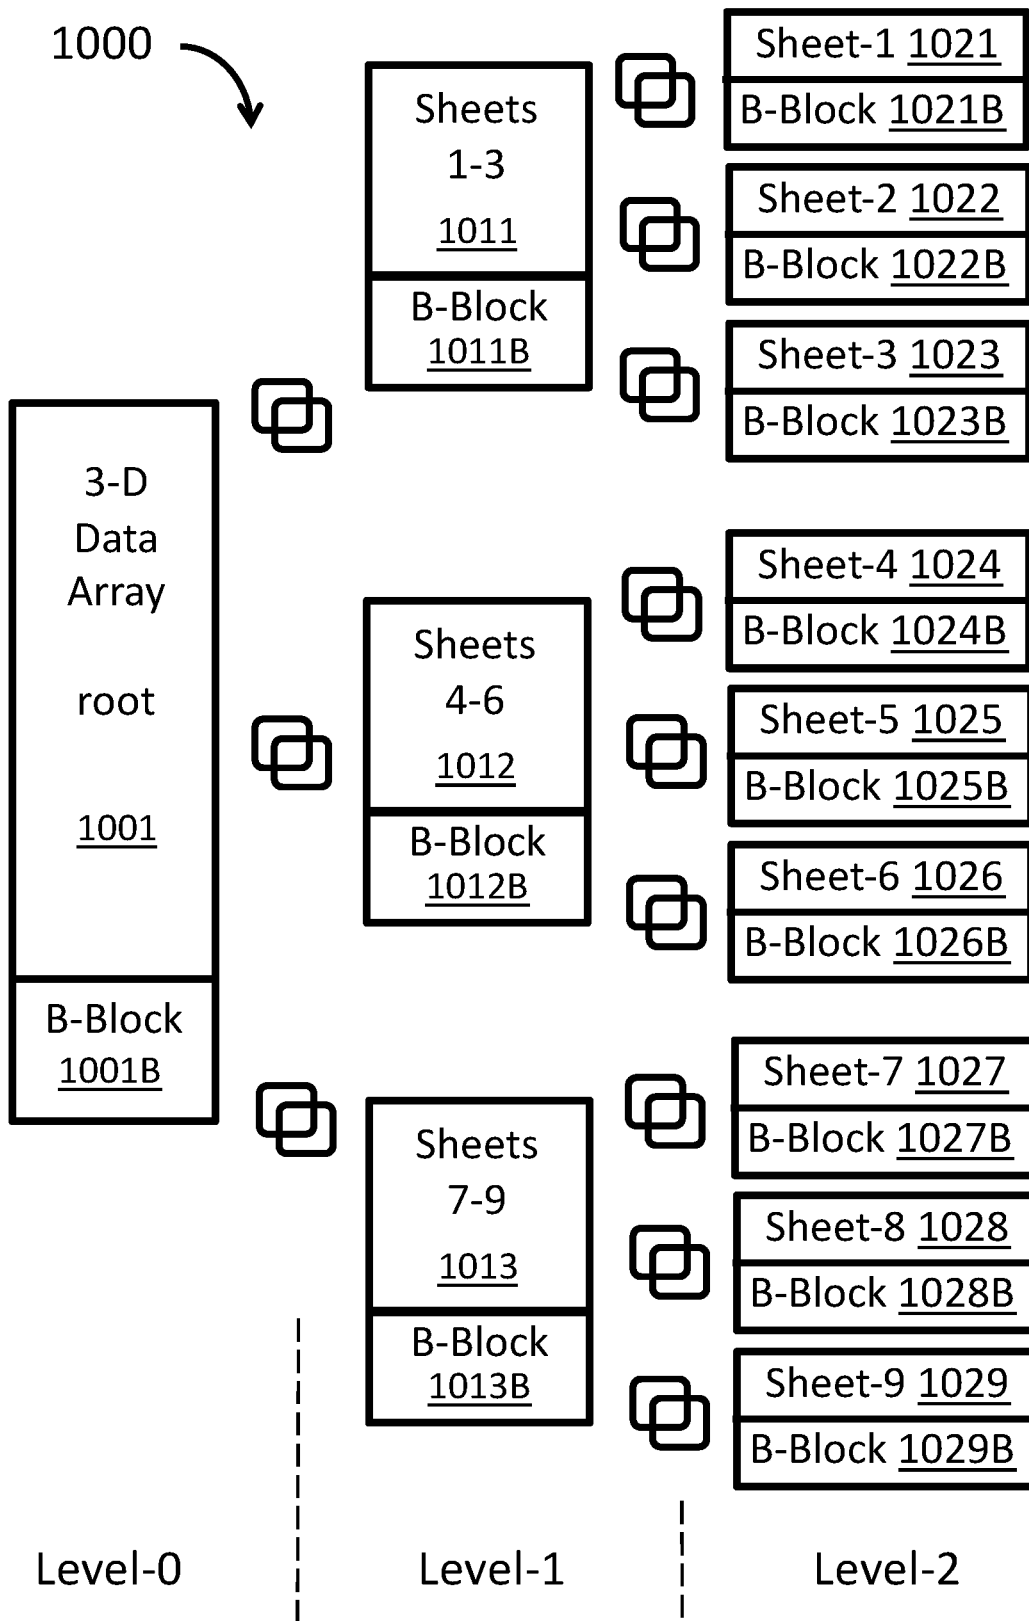 1000
3-D
Data
Array
root
1001
B-Block
1001B
Sheets
1-3
1011
B-Block
1011B
Sheets
4-6
1012
B-Block
1012B
Sheets
7-9
1013
B-Block
1013B
Sheet-1 1021
B-Block 1021B
Sheet-2 1022
B-Block 1022B
Sheet-3 1023
B-Block 1023B
Sheet-4 1024
B-Block 1024B
Sheet-5 1025
B-Block 1025B
Sheet-6 1026
B-Block 1026B
Sheet-7 1027
B-Block 1027B
Sheet-8 1028
B-Block 1028B
Sheet-9 1029
B-Block 1029B
Level-0
Level-1
Level-2